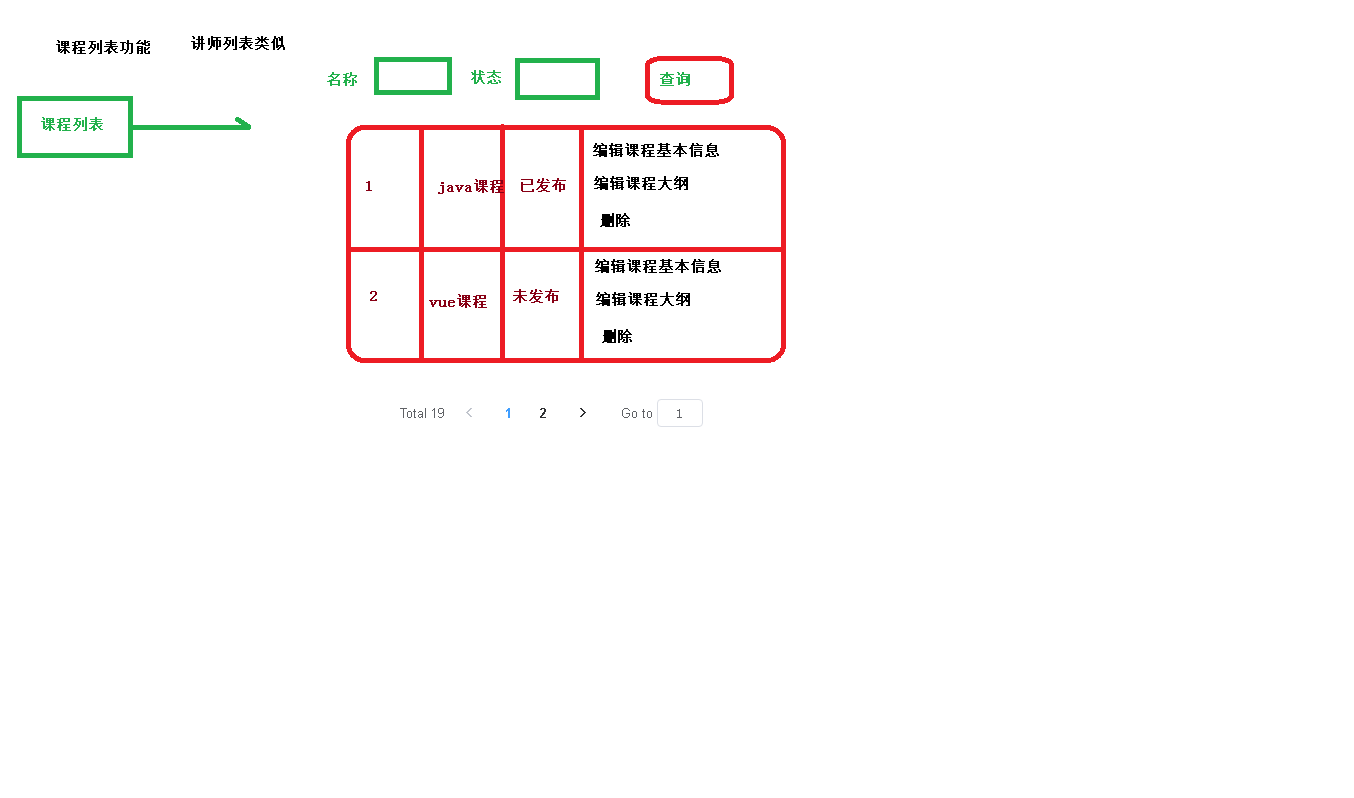 课程列表功能 讲师列表类似
名称 状态 查询
课程列表
1 java课程 已发布
编辑课程基本信息
编辑课程大纲
删除
2 vue课程 未发布
编辑课程基本信息
编辑课程大纲
删除
Total 19 1 2 Go to 1